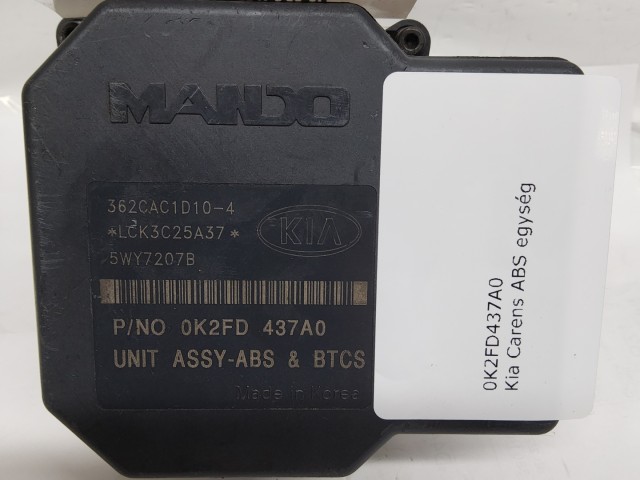 MANDO
362CAC1D10-4
*LCK3C25A37*
KIA
5WY7207B
P/NO 0K2FD 437A0
UNIT ASSY-ABS & BTCS
Made in Korea
0K2FD437A0
Kia Carens ABS egység